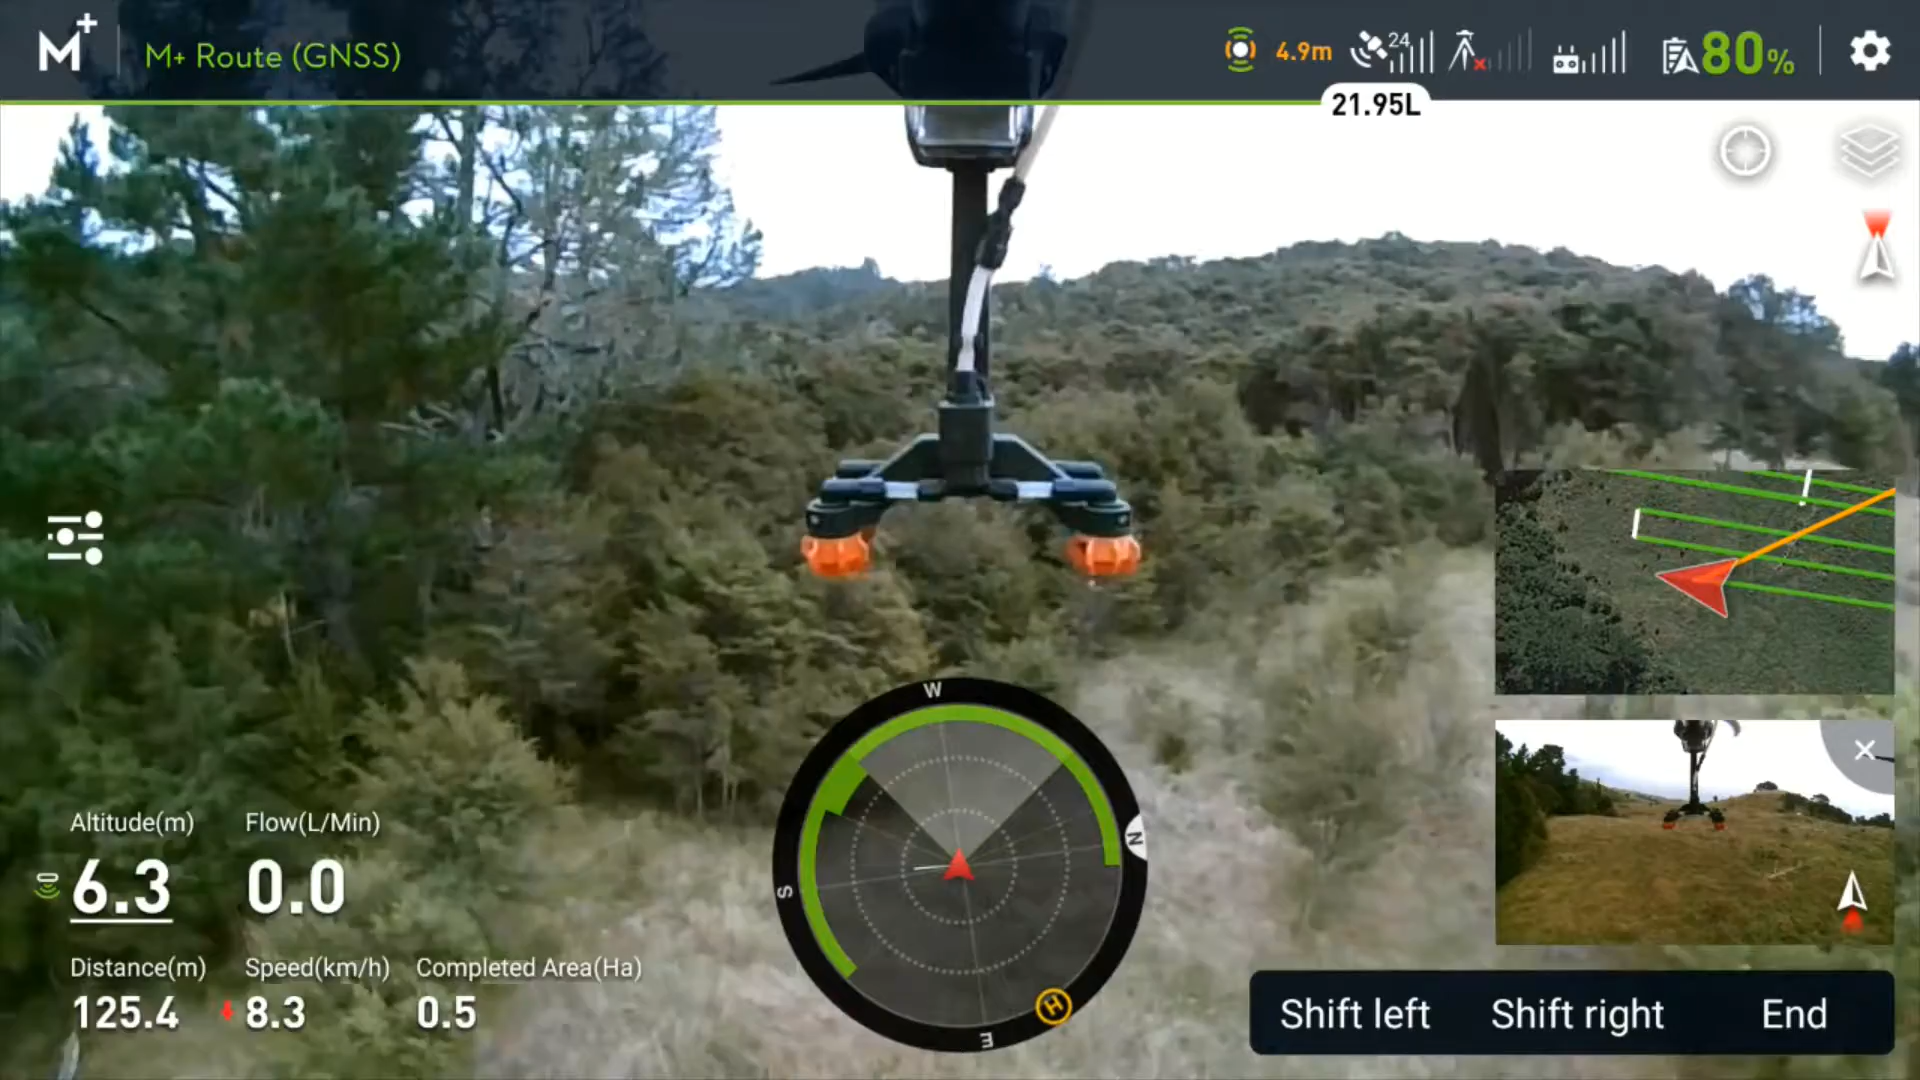 M+
M+ Route (GNSS)
4.9m
24
80%
21.95L
W
N
S
E
H
Altitude(m)
Flow(L/Min)
6.3
0.0
Distance(m)
Speed(km/h)
Completed Area(Ha)
125.4
8.3
0.5
Shift left
Shift right
End